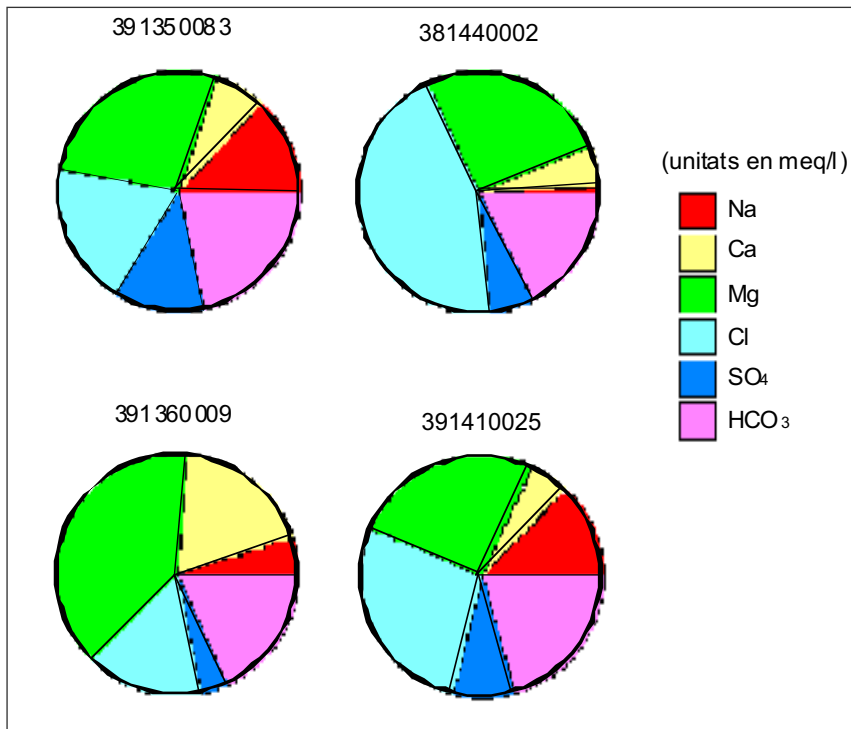 391350083
381440002
(unitats en meq/l)
Na
Ca
Mg
Cl
SO4
HCO3
391360009
391410025